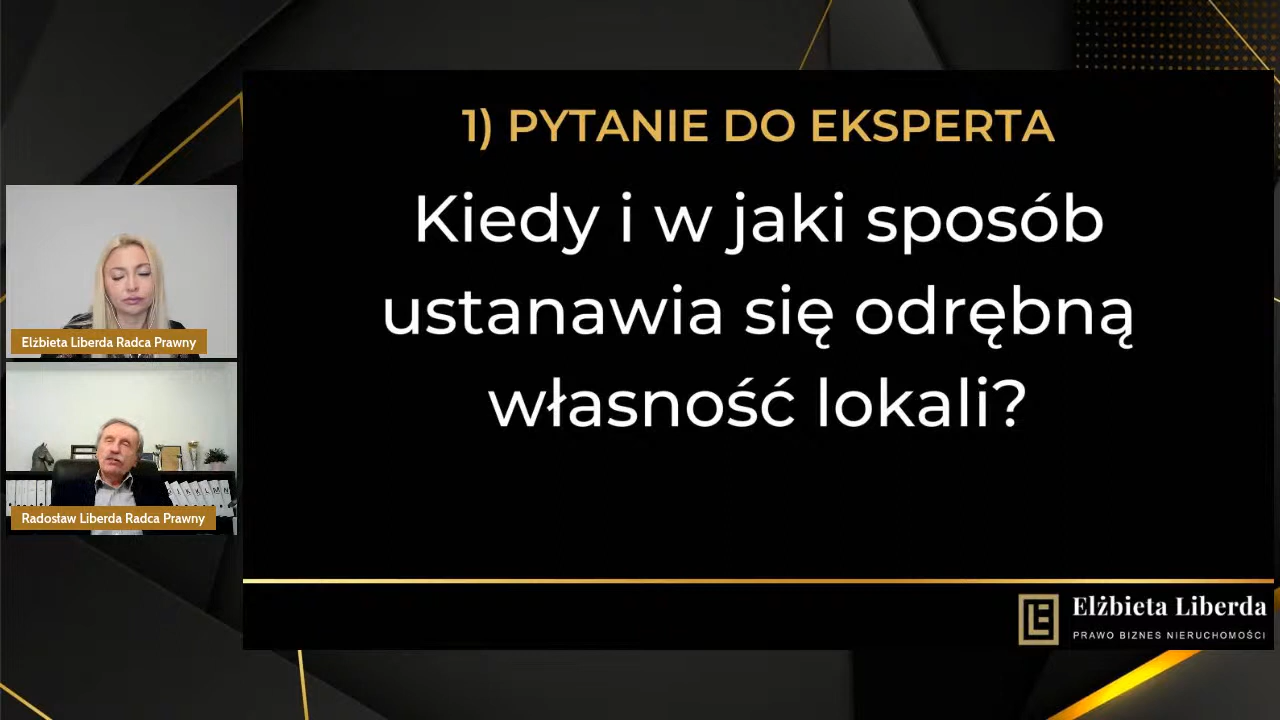 1) PYTANIE DO EKSPERTA
Kiedy i w jaki sposób
ustanawia się odrębną
własność lokali?
Elżbieta Liberda Radca Prawny
Radosław Liberda Radca Prawny
Elżbieta Liberda
PRAWO BIZNES NIERUCHOMOŚCI